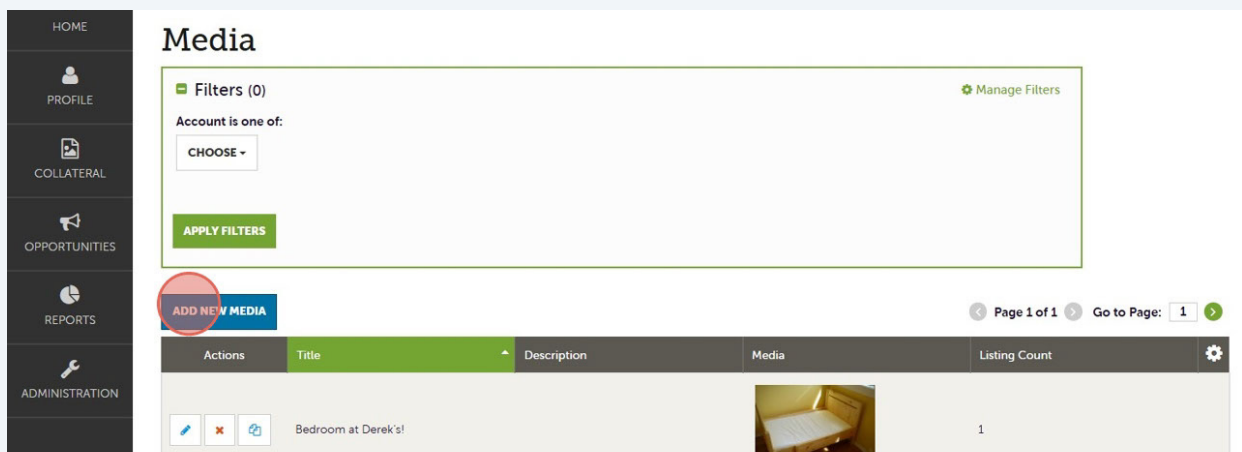 HOME
PROFILE
COLLATERAL
OPPORTUNITIES
REPORTS
ADMINISTRATION
Media
Filters (0)
Manage Filters
Account is one of:
CHOOSE
APPLY FILTERS
ADD NEW MEDIA
Page 1 of 1 Go to Page: 1
Actions Title Description Media Listing Count
Bedroom at Derek's! 1